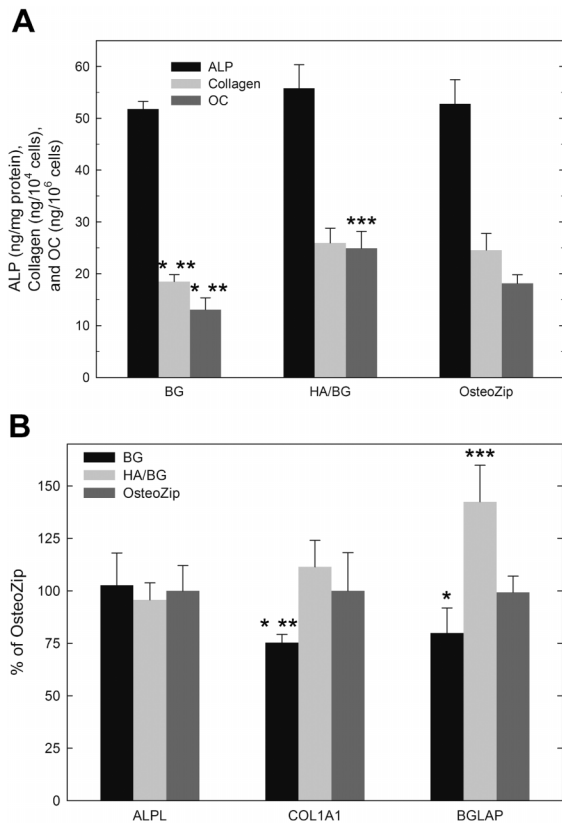 A
ALP (ng/mg protein),
Collagen (ng/10⁴ cells),
and OC (ng/10⁶ cells)
60
50
40
30
20
10
0
ALP
Collagen
OC
* **
* **
***
BG
HA/BG
OsteoZip
B
% of OsteoZip
150
125
100
75
50
25
0
BG
HA/BG
OsteoZip
* **
*
***
ALPL
COL1A1
BGLAP